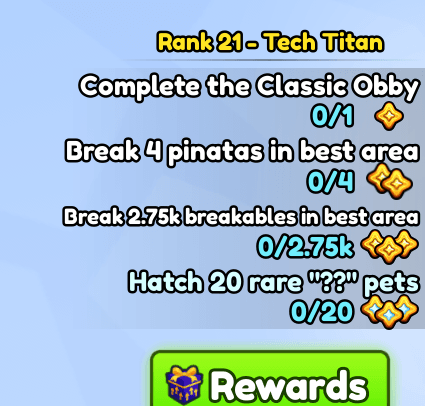 Rank 21 - Tech Titan
Complete the Classic Obby
0/1
Break 4 pinatas in best area
0/4
Break 2.75k breakables in best area
0/2.75k
Hatch 20 rare "??" pets
0/20
Rewards